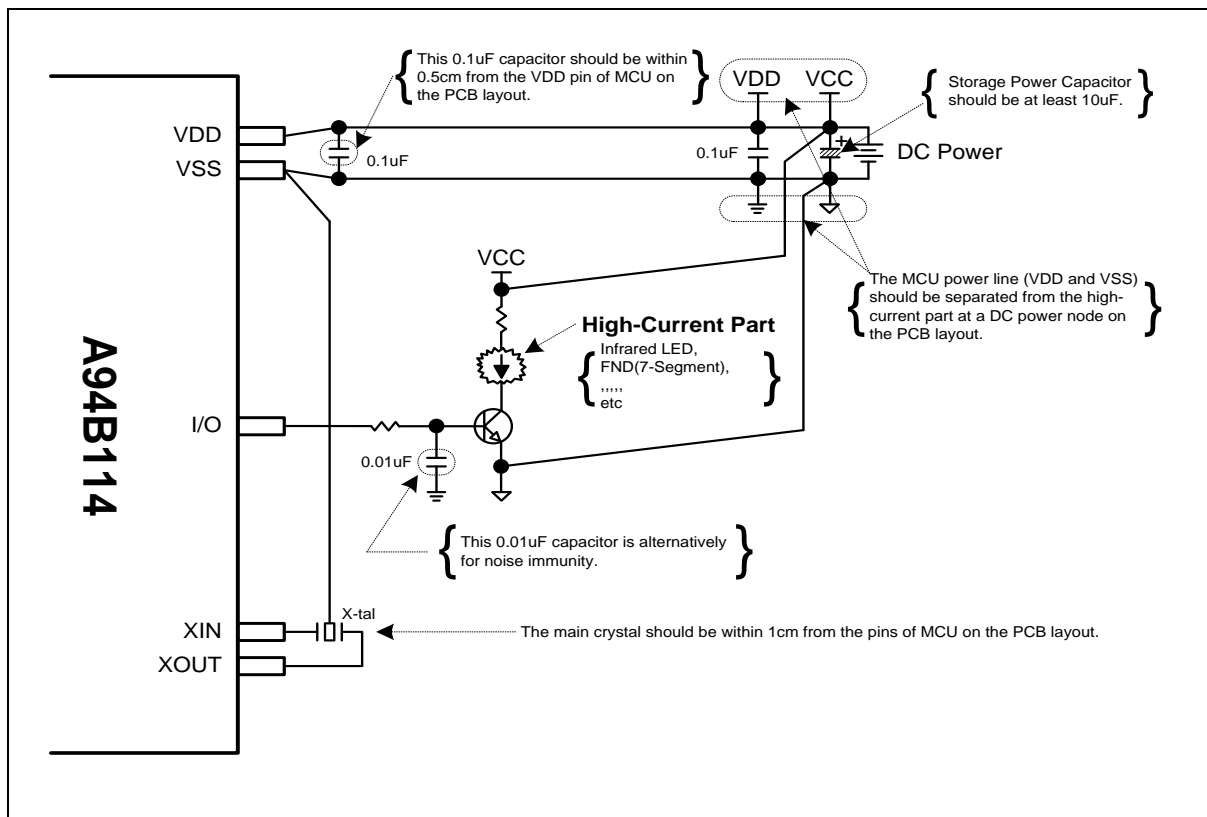 This 0.1uF capacitor should be within
0.5cm from the VDD pin of MCU on
the PCB layout.
VDD
VCC
Storage Power Capacitor
should be at least 10uF.
VDD
VSS
0.1uF
0.1uF
+
DC Power
VCC
The MCU power line (VDD and VSS)
should be separated from the high-
current part at a DC power node on
the PCB layout.
High-Current Part
Infrared LED,
FND(7-Segment),
,,,,,
etc
A94B114
I/O
0.01uF
This 0.01uF capacitor is alternatively
for noise immunity.
X-tal
XIN
The main crystal should be within 1cm from the pins of MCU on the PCB layout.
XOUT